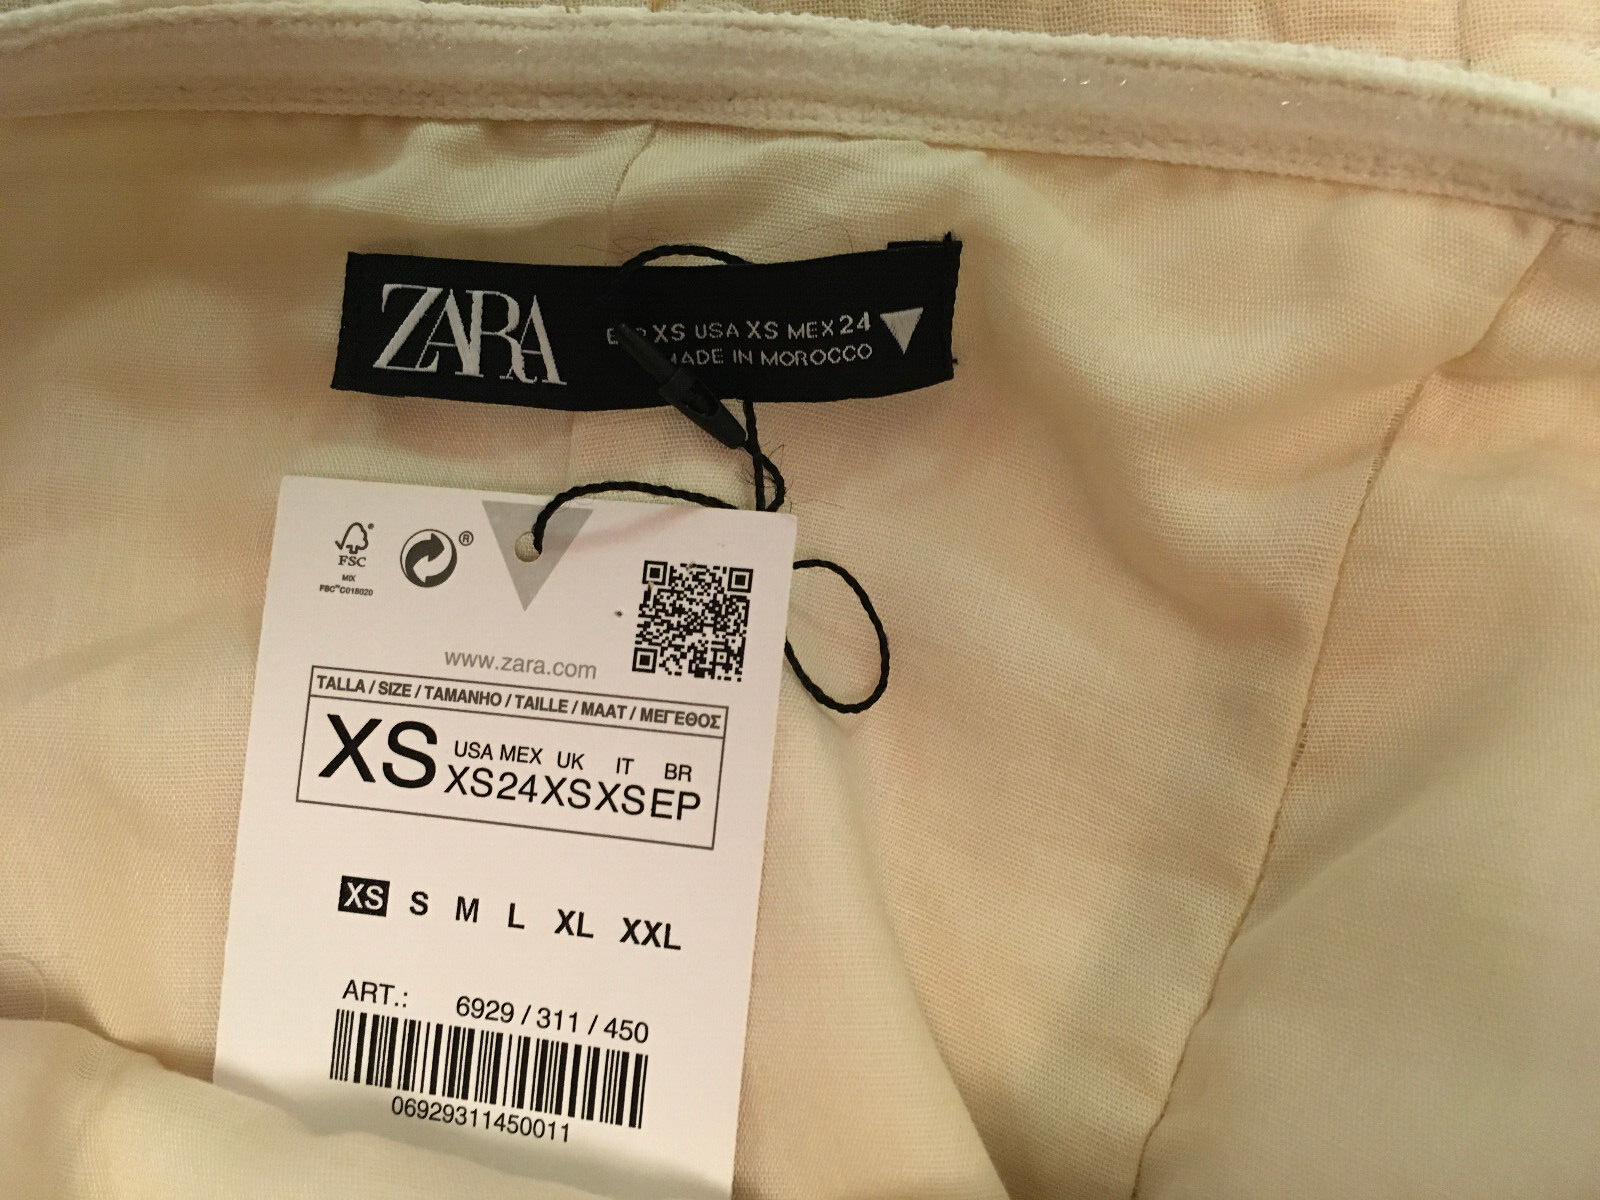 ZARA
XS USA XS MEX 24
MADE IN MOROCCO
FSC
MIX
FSC™ C018020
®
www.zara.com
TALLA / SIZE / TAMANHO / TAILLE / MAAT / ΜΕΓΕΘΟΣ
XS
USA MEX UK IT BR
XS 24 XS XS EP
XS S M L XL XXL
ART.: 6929 / 311 / 450
06929311450011